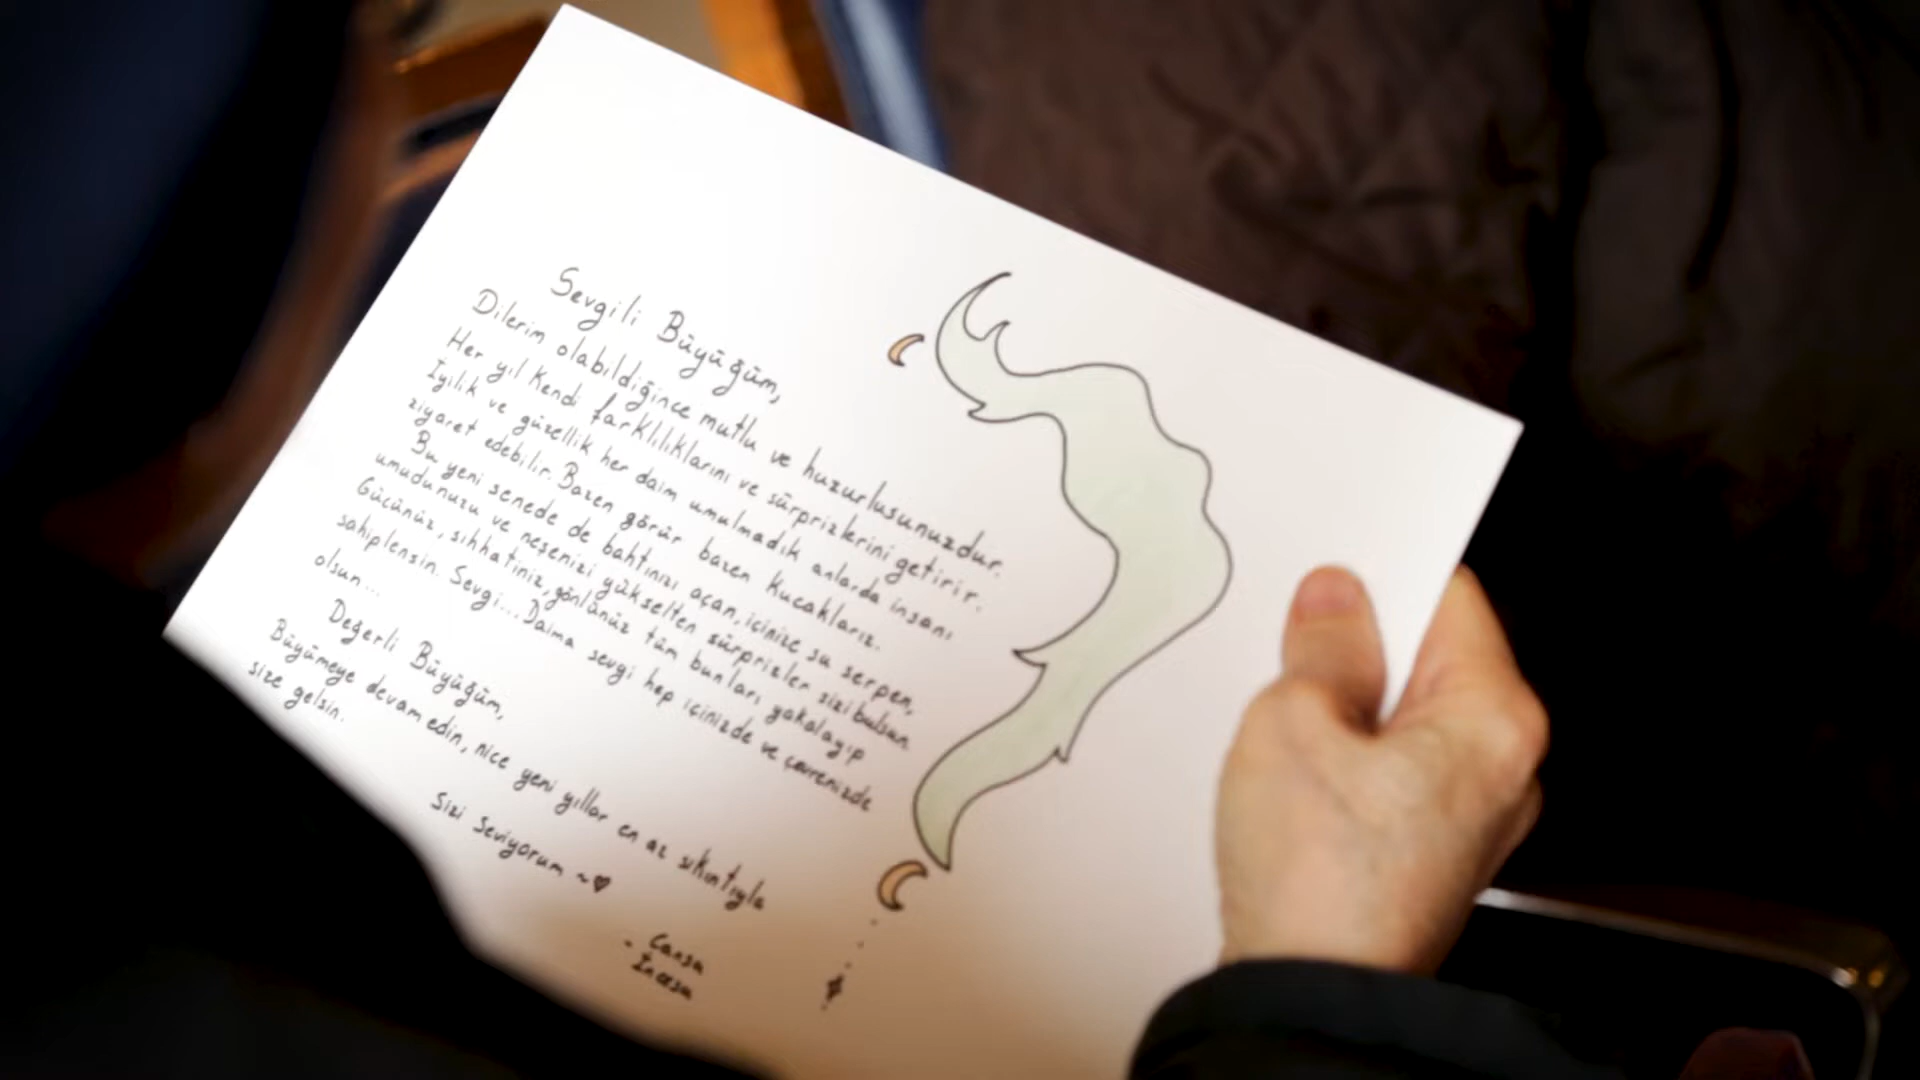 Sevgili Büyüğüm,
Dilerim olabildiğince mutlu ve huzurlusunuzdur.
Her yıl Kendi farklılıklarını ve sürprizlerini getirir.
İyilik ve güzellik her daim umulmadık anlarda insanı
ziyaret edebilir. Bazen görür bazen Kucaklarız.
Bu yeni senede de bahtınızı açan, içinize su serpen,
umudunuzu ve neşenizi yükselten sürprizler sizi bulsun.
Gücünüz, sıhhatiniz, gönlünüz tüm bunları yakalayıp
sahiplensin. Sevgi... Daima sevgi hep içinizde ve çevrenizde
olsun...
Değerli Büyüğüm,
Büyümeye devam edin, nice yeni yıllar en az sıkıntıyla
size gelsin.
Sizi Seviyorum ~♥
- Cansu
İncesu